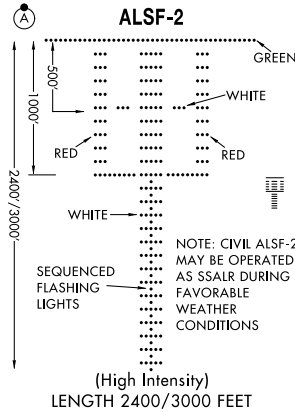 A
ALSF-2
GREEN
500'
1000'
2400'/3000'
WHITE
RED
RED
WHITE
SEQUENCED
FLASHING
LIGHTS
NOTE: CIVIL ALSF-2
MAY BE OPERATED
AS SSALR DURING
FAVORABLE
WEATHER
CONDITIONS
(High Intensity)
LENGTH 2400/3000 FEET